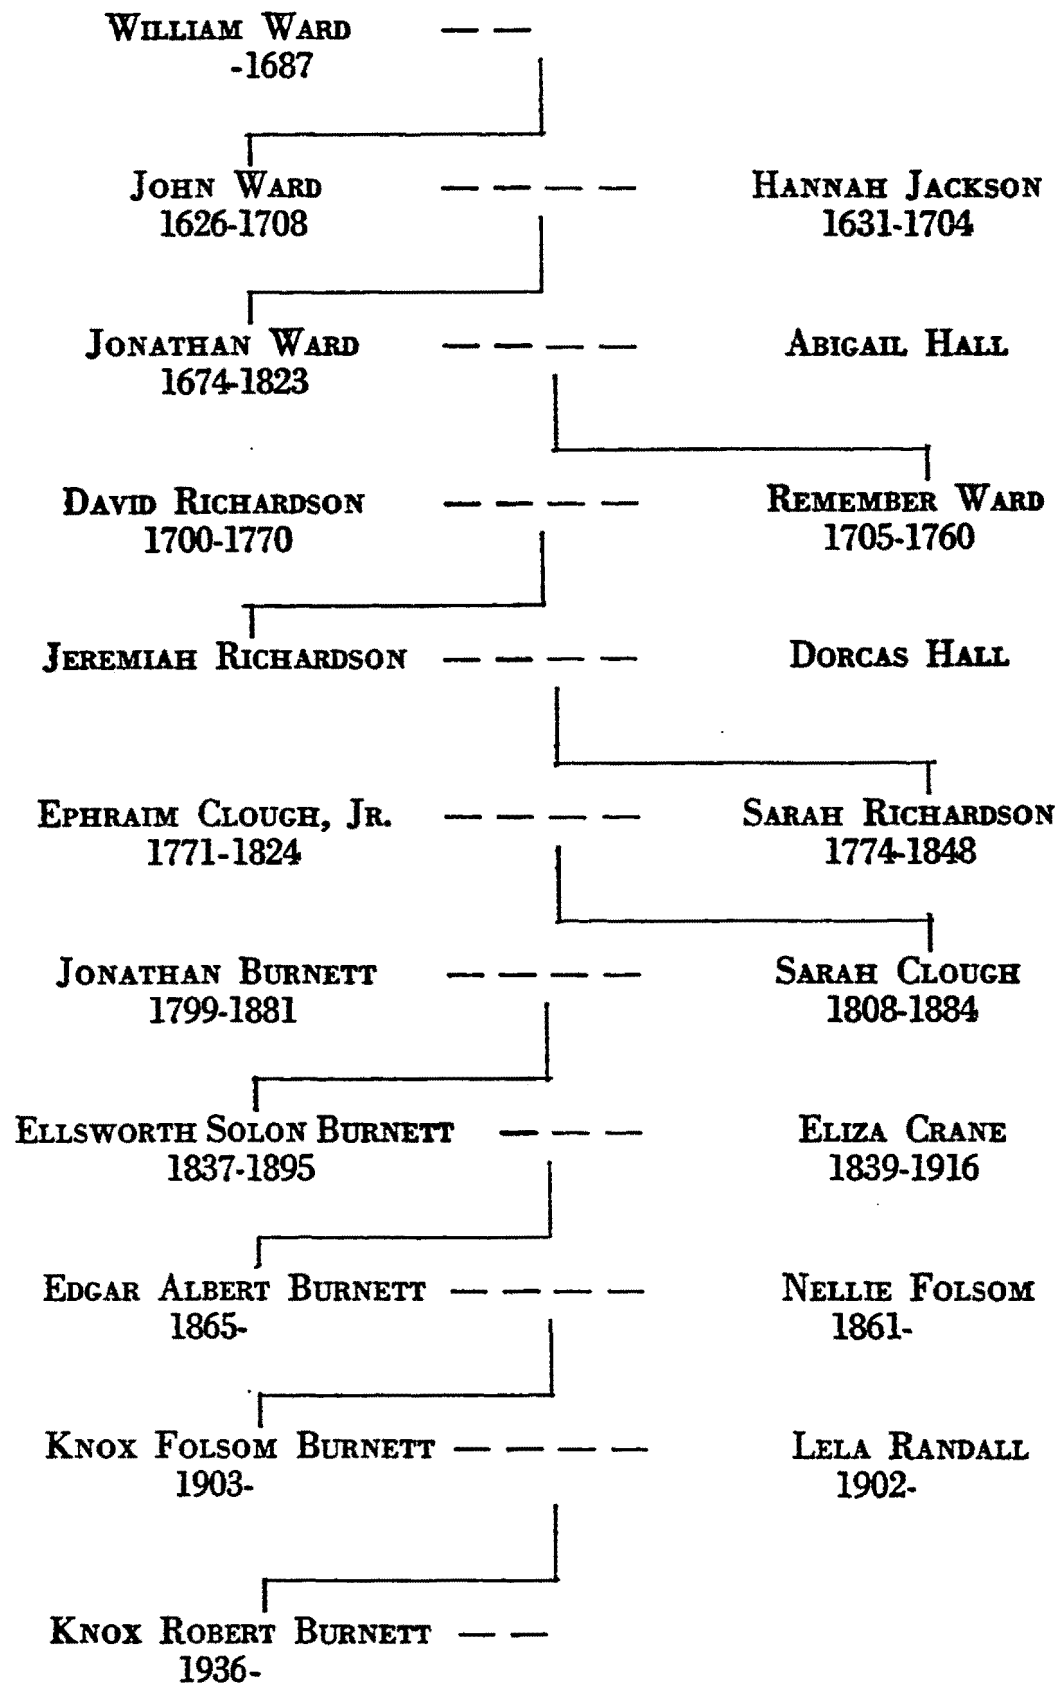 WILLIAM WARD
-1687
JOHN WARD HANNAH JACKSON
1626-1708 1631-1704
JONATHAN WARD ABIGAIL HALL
1674-1823
DAVID RICHARDSON REMEMBER WARD
1700-1770 1705-1760
JEREMIAH RICHARDSON DORCAS HALL
EPHRAIM CLOUGH, JR. SARAH RICHARDSON
1771-1824 1774-1848
JONATHAN BURNETT SARAH CLOUGH
1799-1881 1808-1884
ELLSWORTH SOLON BURNETT ELIZA CRANE
1837-1895 1839-1916
EDGAR ALBERT BURNETT NELLIE FOLSOM
1865- 1861-
KNOX FOLSOM BURNETT LELA RANDALL
1903- 1902-
KNOX ROBERT BURNETT
1936-